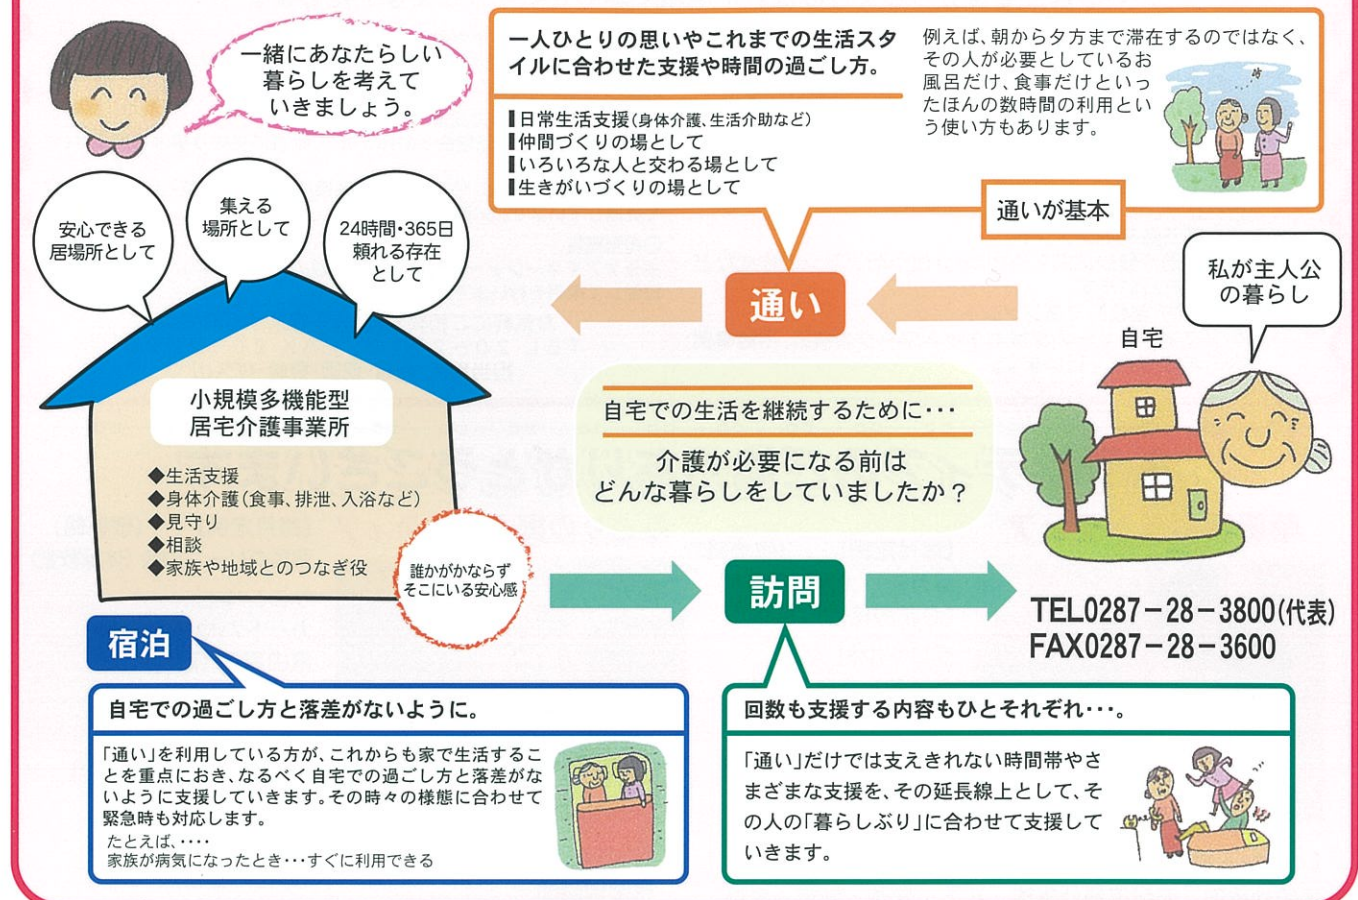 一緒にあなたらしい
暮らしを考えて
いきましょう。
一人ひとりの思いやこれまでの生活スタ
イルに合わせた支援や時間の過ごし方。
日常生活支援(身体介護、生活介助など)
仲間づくりの場として
いろいろな人と交わる場として
生きがいづくりの場として
例えば、朝から夕方まで滞在するのではなく、
その人が必要としているお
風呂だけ、食事だけといっ
たほんの数時間の利用とい
う使い方もあります。
通いが基本
安心できる
居場所として
集える
場所として
24時間・365日
頼れる存在
として
通い
私が主人公
の暮らし
自宅
小規模多機能型
居宅介護事業所
◆生活支援
◆身体介護(食事、排泄、入浴など)
◆見守り
◆相談
◆家族や地域とのつなぎ役
誰かがかならず
そこにいる安心感
自宅での生活を継続するために・・・
介護が必要になる前は
どんな暮らしをしていましたか?
訪問
TEL0287－28－3800(代表)
FAX0287－28－3600
宿泊
自宅での過ごし方と落差がないように。
「通い」を利用している方が、これからも家で生活するこ
とを重点におき、なるべく自宅での過ごし方と落差がな
いように支援していきます。その時々の様態に合わせて
緊急時も対応します。
たとえば、・・・・
家族が病気になったとき・・・すぐに利用できる
回数も支援する内容もひとそれぞれ・・・。
「通い」だけでは支えきれない時間帯やさ
まざまな支援を、その延長線上として、そ
の人の「暮らしぶり」に合わせて支援して
いきます。